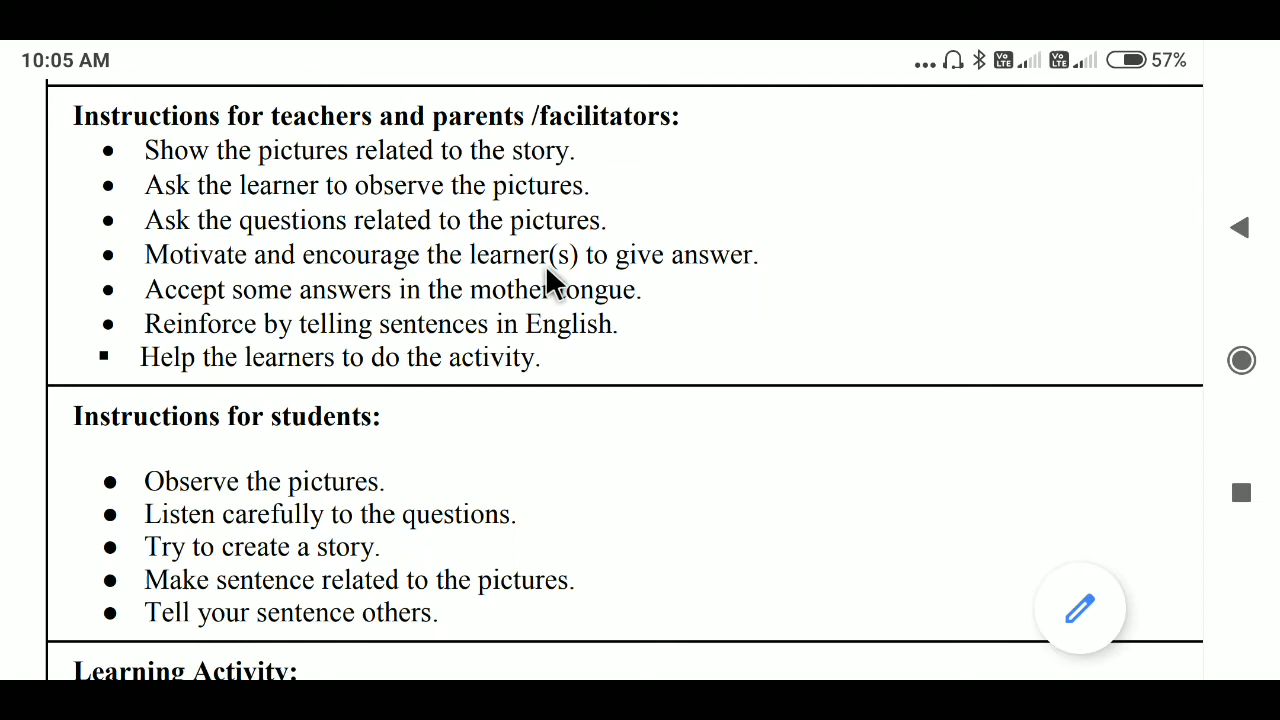 10:05 AM
Vo LTE Vo LTE 57%
Instructions for teachers and parents /facilitators:
• Show the pictures related to the story.
• Ask the learner to observe the pictures.
• Ask the questions related to the pictures.
• Motivate and encourage the learner(s) to give answer.
• Accept some answers in the mother tongue.
• Reinforce by telling sentences in English.
▪ Help the learners to do the activity.
Instructions for students:
● Observe the pictures.
● Listen carefully to the questions.
● Try to create a story.
● Make sentence related to the pictures.
● Tell your sentence others.
Learning Activity: